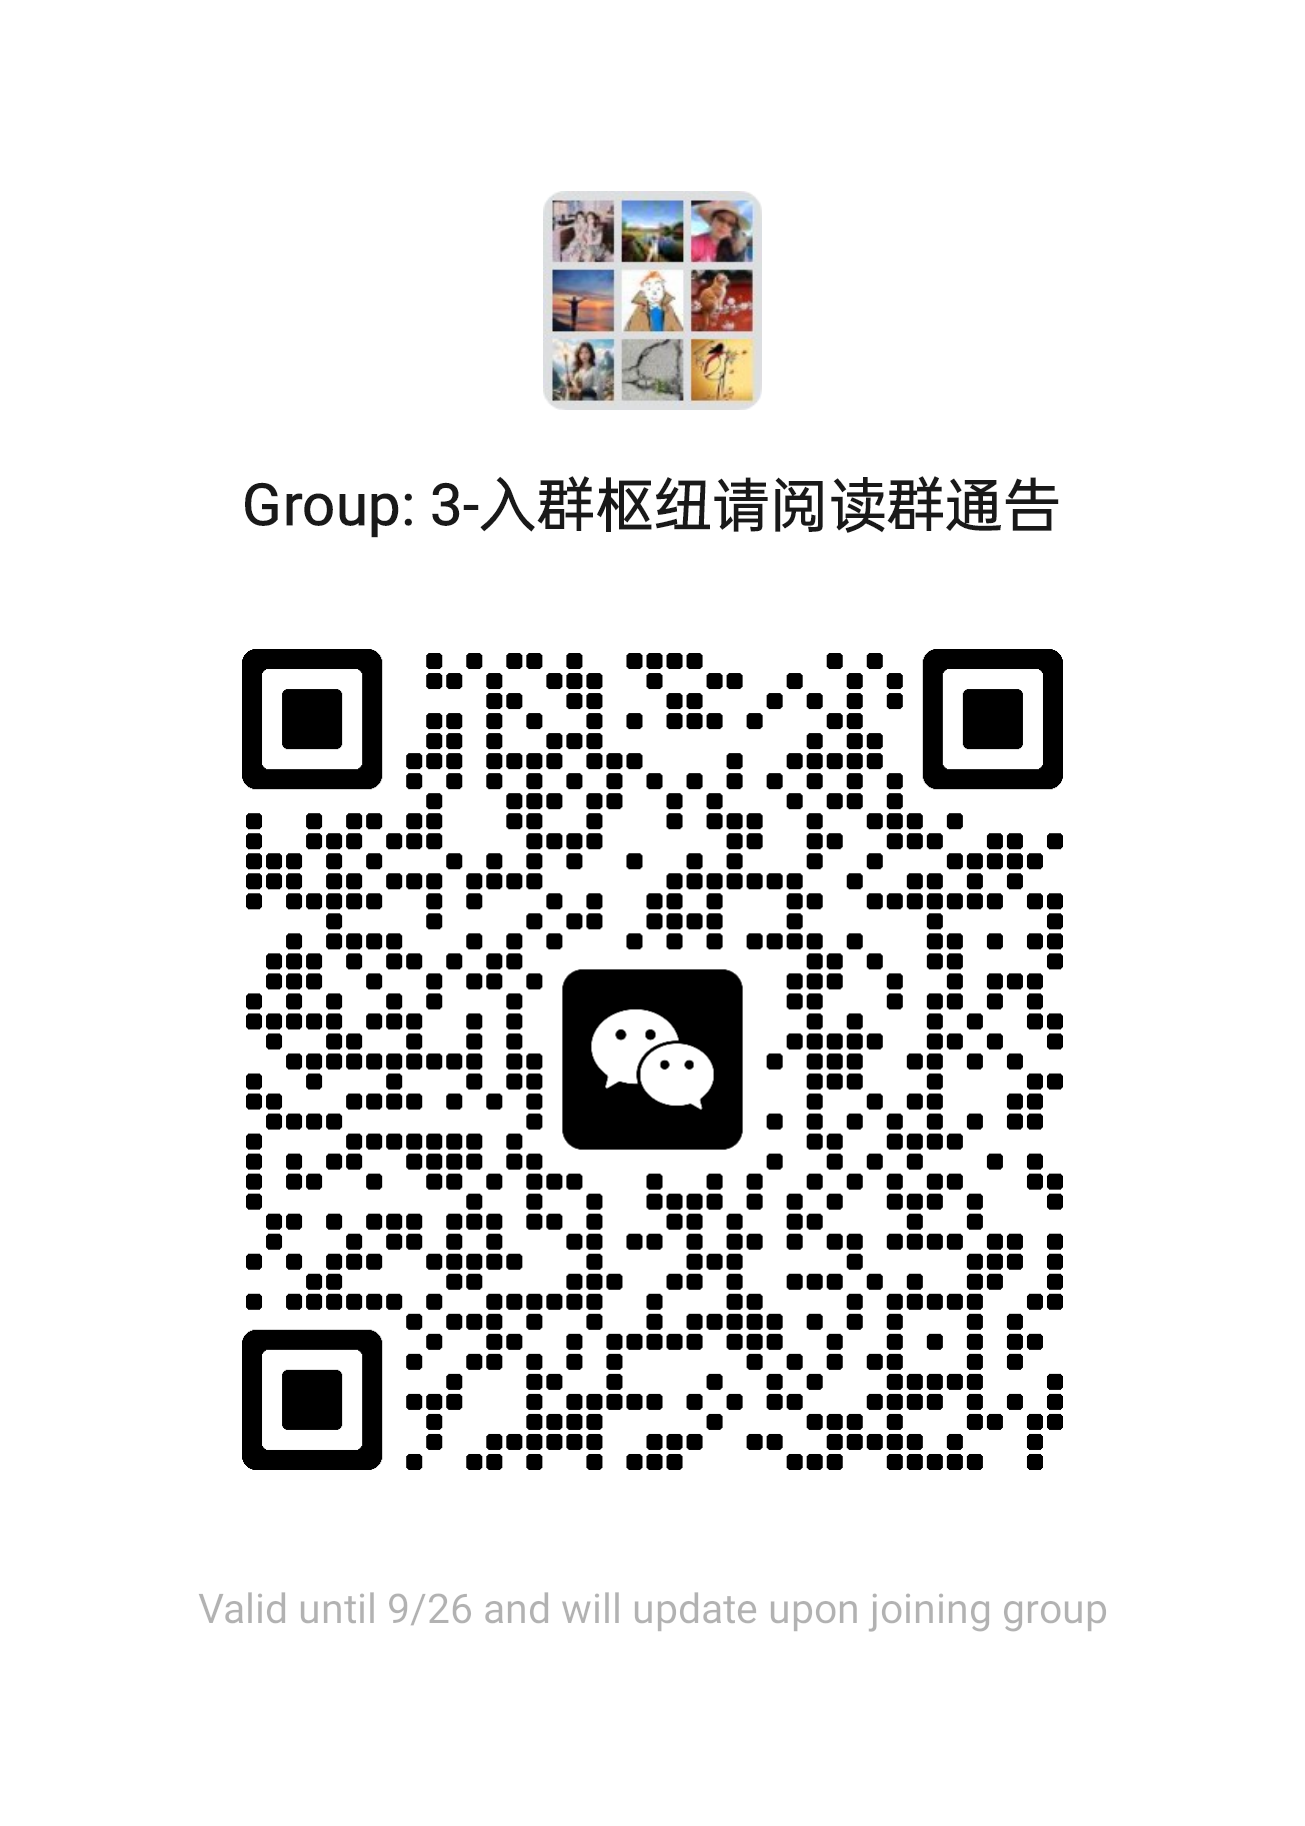 Group: 3-入群枢纽请阅读群通告
Valid until 9/26 and will update upon joining group